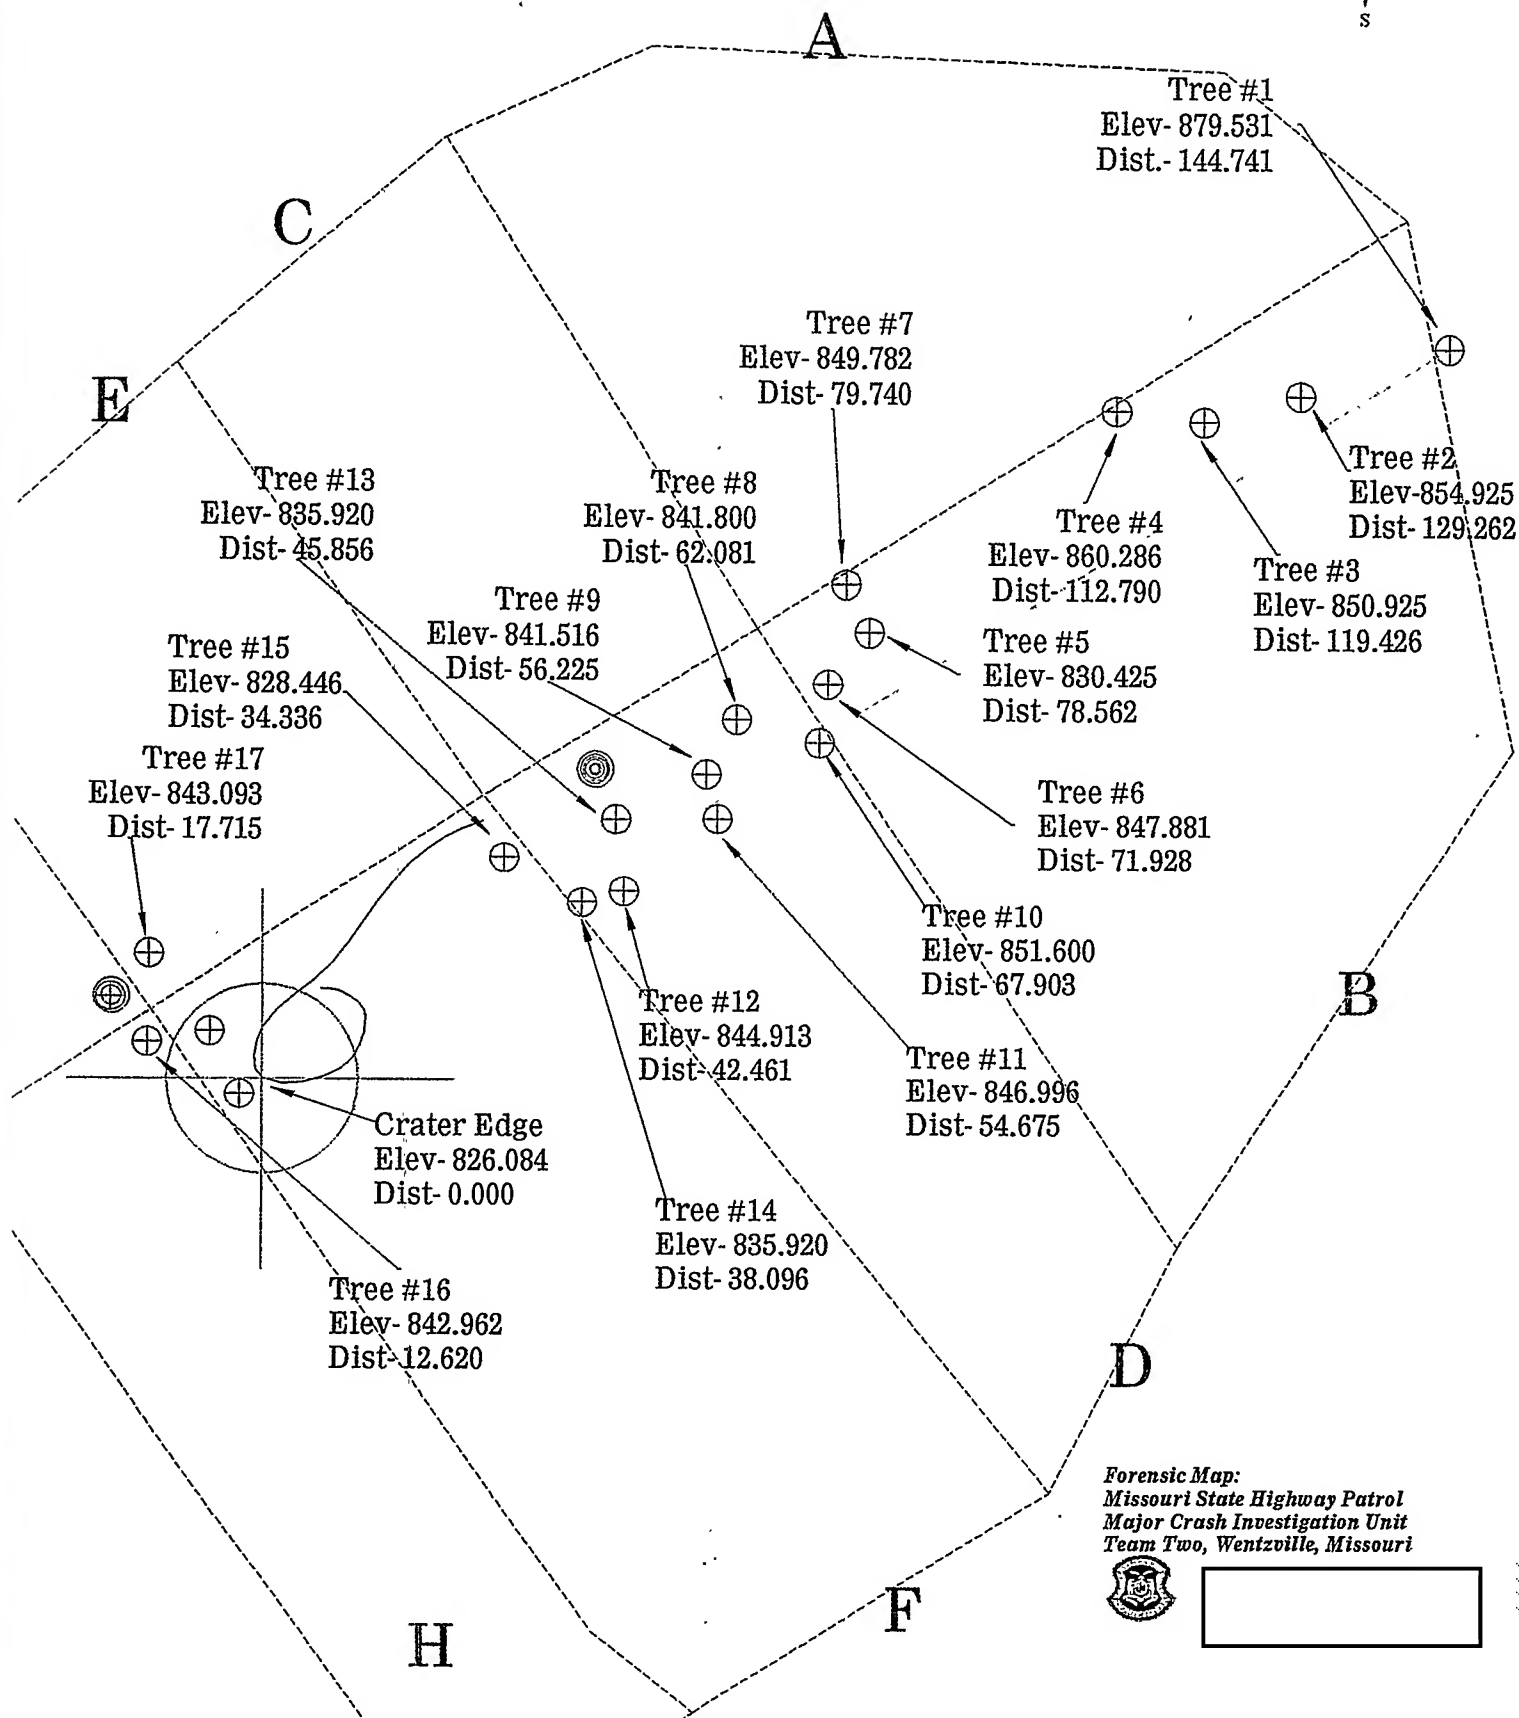 S
A
Tree #1
Elev- 879.531
Dist.- 144.741
C
Tree #7
Elev- 849.782
Dist- 79.740
E
Tree #2
Elev-854.925
Dist- 129.262
Tree #13
Elev- 835.920
Dist- 45.856
Tree #8
Elev- 841.800
Dist- 62.081
Tree #4
Elev- 860.286
Dist- 112.790
Tree #3
Elev- 850.925
Dist- 119.426
Tree #9
Elev- 841.516
Dist- 56.225
Tree #15
Elev- 828.446
Dist- 34.336
Tree #5
Elev- 830.425
Dist- 78.562
Tree #17
Elev- 843.093
Dist- 17.715
Tree #6
Elev- 847.881
Dist- 71.928
Tree #10
Elev- 851.600
Dist- 67.903
B
Tree #12
Elev- 844.913
Dist- 42.461
Tree #11
Elev- 846.996
Dist- 54.675
Crater Edge
Elev- 826.084
Dist- 0.000
Tree #14
Elev- 835.920
Dist- 38.096
Tree #16
Elev- 842.962
Dist- 12.620
D
Forensic Map:
Missouri State Highway Patrol
Major Crash Investigation Unit
Team Two, Wentzville, Missouri
F
H